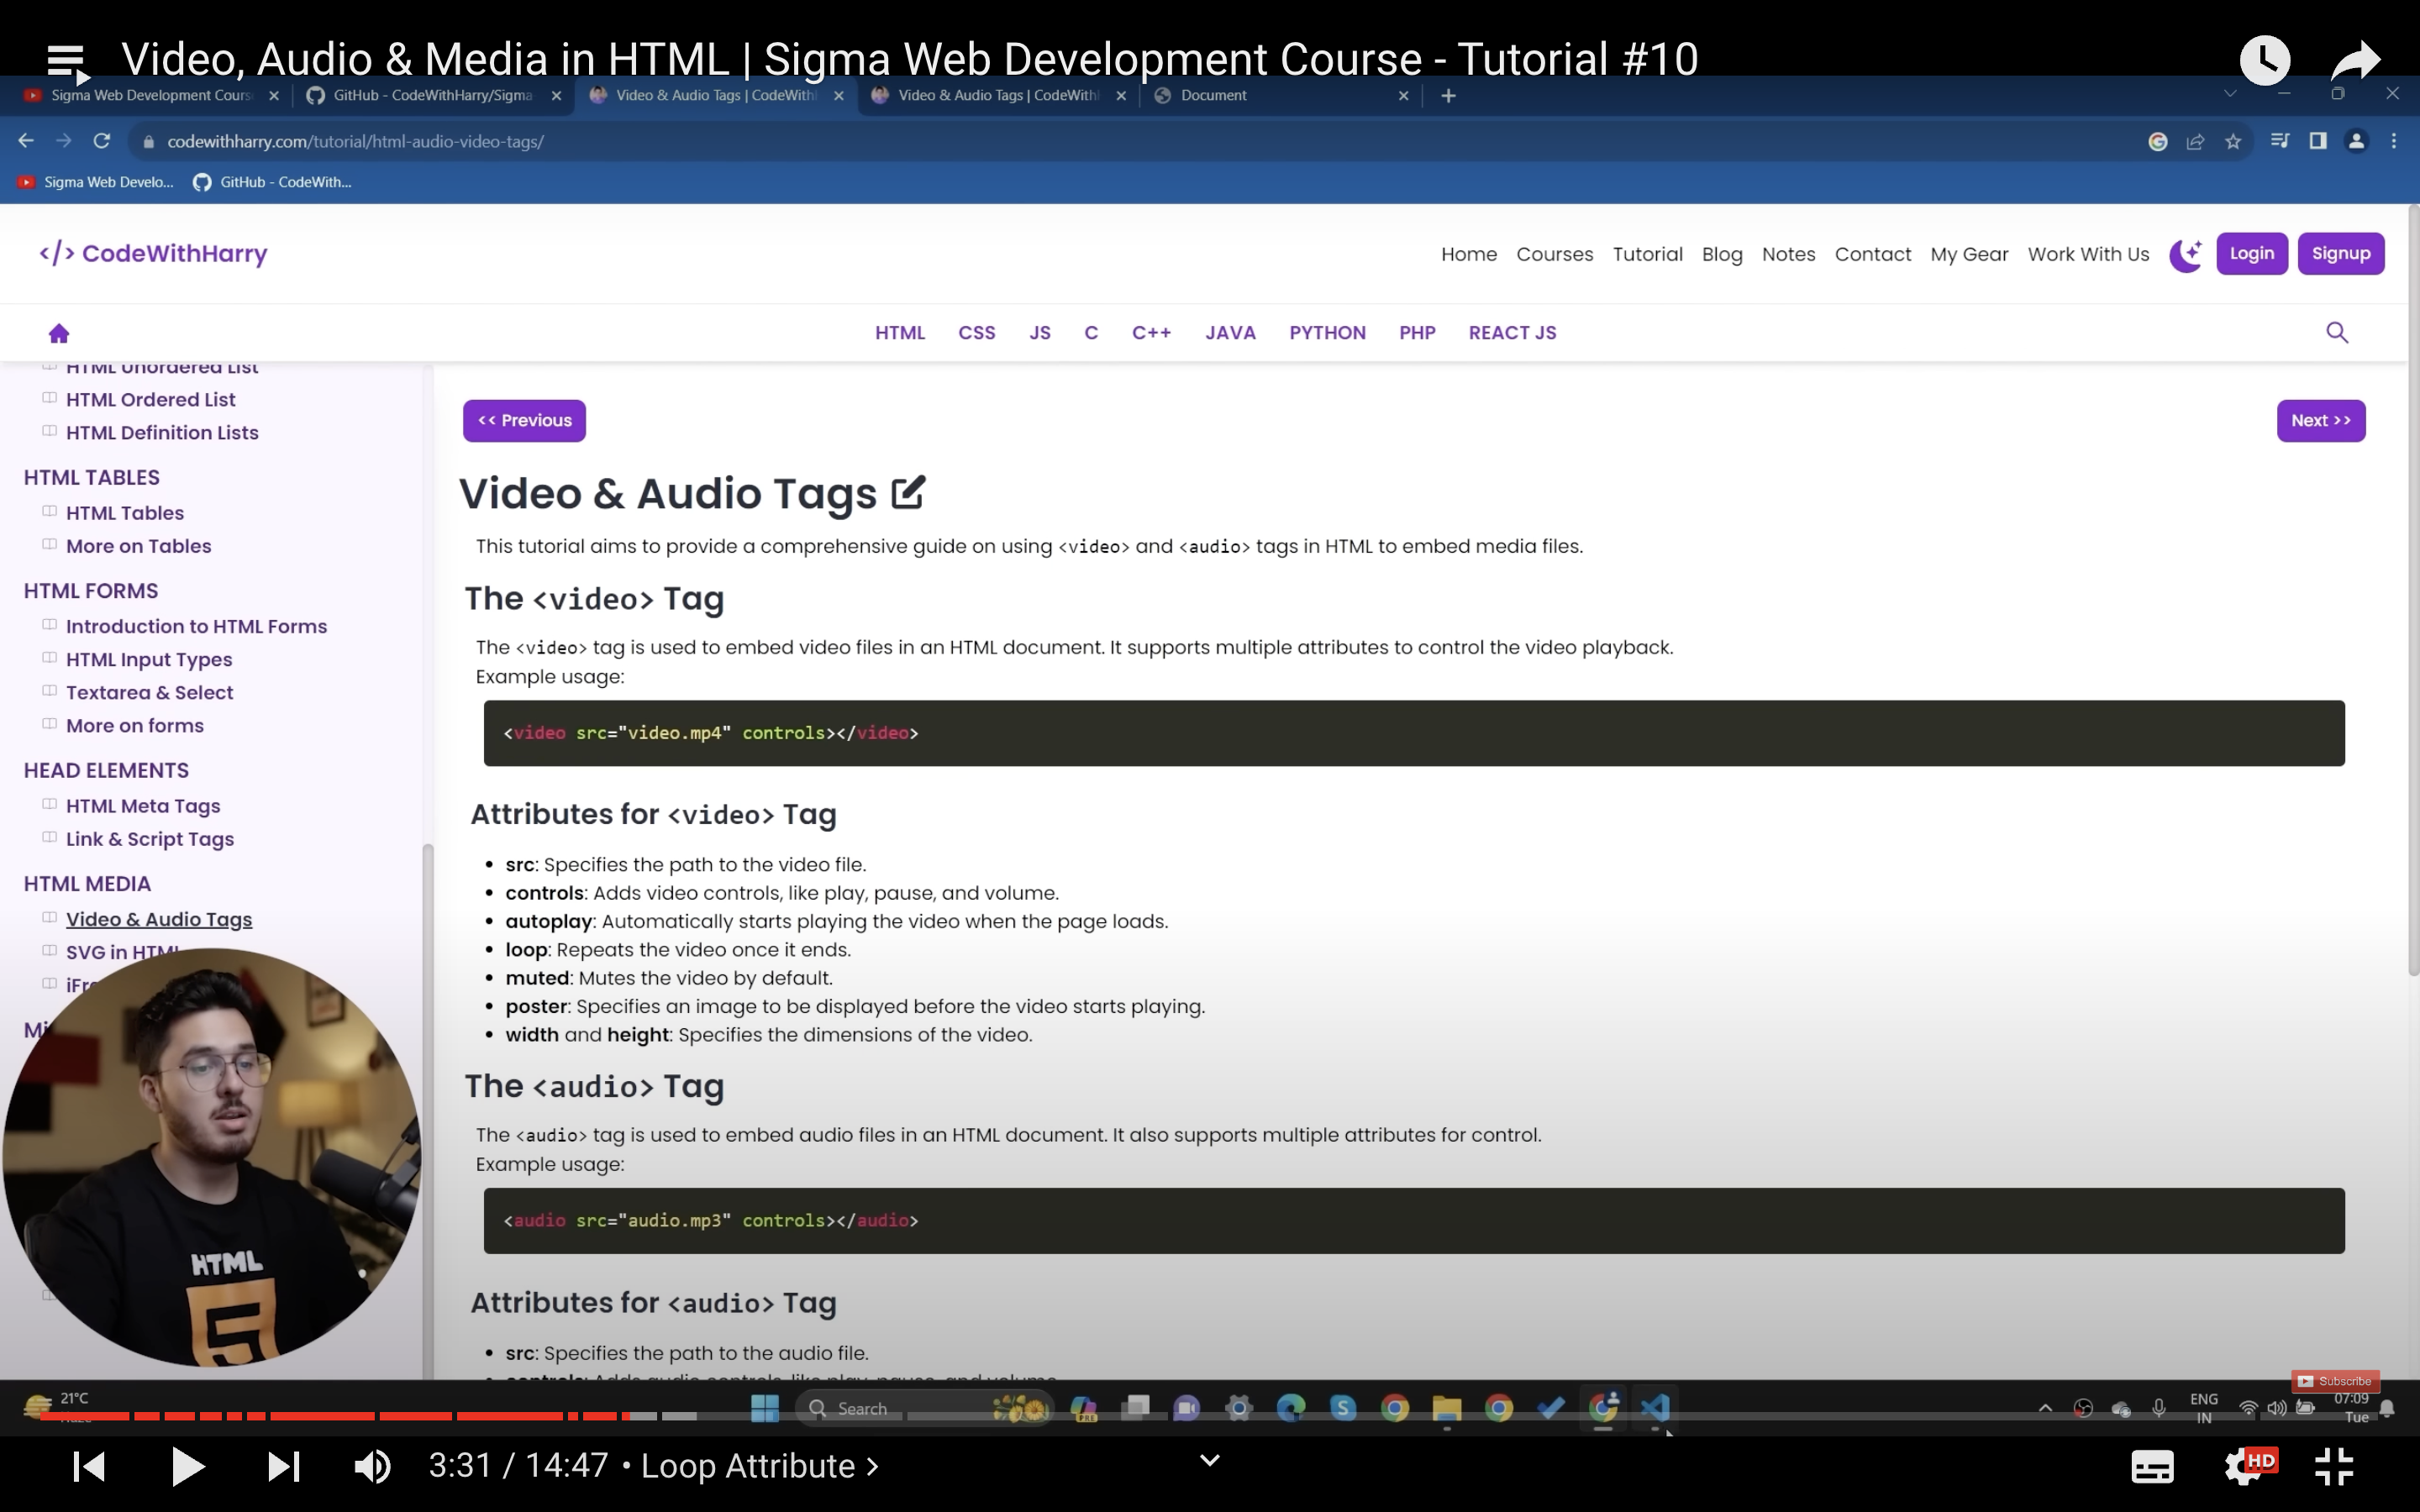 Video, Audio & Media in HTML | Sigma Web Development Course - Tutorial #10
Sigma Web Development Cours
GitHub - CodeWithHarry/Sigma
Video & Audio Tags | CodeWith
Video & Audio Tags | CodeWith
Document
codewithharry.com/tutorial/html-audio-video-tags/
Sigma Web Develo...
GitHub - CodeWith...
</> CodeWithHarry
Home Courses Tutorial Blog Notes Contact My Gear Work With Us Login Signup
HTML CSS JS C C++ JAVA PYTHON PHP REACT JS
HTML Unordered List
HTML Ordered List
HTML Definition Lists
HTML TABLES
HTML Tables
More on Tables
HTML FORMS
Introduction to HTML Forms
HTML Input Types
Textarea & Select
More on forms
HEAD ELEMENTS
HTML Meta Tags
Link & Script Tags
HTML MEDIA
Video & Audio Tags
SVG in HTML
<< Previous
Next >>
Video & Audio Tags
This tutorial aims to provide a comprehensive guide on using <video> and <audio> tags in HTML to embed media files.
The <video> Tag
The <video> tag is used to embed video files in an HTML document. It supports multiple attributes to control the video playback.
Example usage:
<video src="video.mp4" controls></video>
Attributes for <video> Tag
• src: Specifies the path to the video file.
• controls: Adds video controls, like play, pause, and volume.
• autoplay: Automatically starts playing the video when the page loads.
• loop: Repeats the video once it ends.
• muted: Mutes the video by default.
• poster: Specifies an image to be displayed before the video starts playing.
• width and height: Specifies the dimensions of the video.
The <audio> Tag
The <audio> tag is used to embed audio files in an HTML document. It also supports multiple attributes for control.
Example usage:
<audio src="audio.mp3" controls></audio>
Attributes for <audio> Tag
• src: Specifies the path to the audio file.
• controls: Adds audio controls, like play, pause, and volume.
HTML
5
21°C
Search
PRE
ENG
IN
Subscribe
07:09
Tue
3:31 / 14:47 • Loop Attribute >
HD